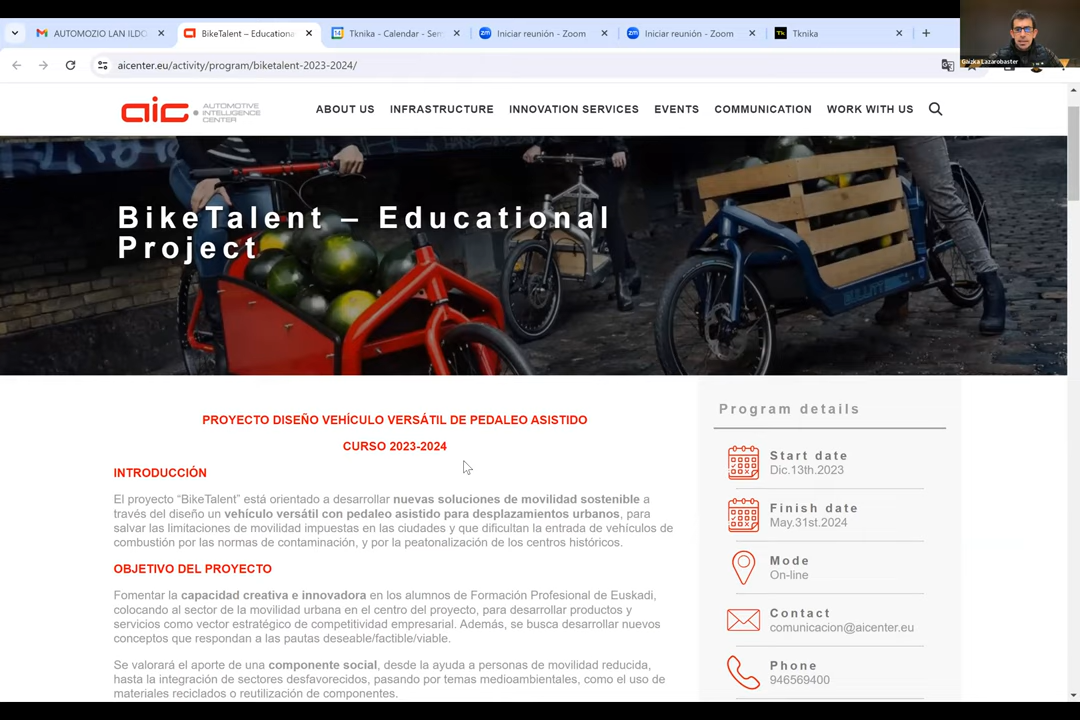 AUTOMOZIO LAN ILDO
BikeTalent – Educationa
Tknika - Calendar - Sem
Iniciar reunión - Zoom
Iniciar reunión - Zoom
Tknika
aicenter.eu/activity/program/biketalent-2023-2024/
Gaizka Lazarobaster
aic
AUTOMOTIVE
INTELLIGENCE
CENTER
ABOUT US
INFRASTRUCTURE
INNOVATION SERVICES
EVENTS
COMMUNICATION
WORK WITH US
BikeTalent – Educational
Project
BULLITT
PROYECTO DISEÑO VEHÍCULO VERSÁTIL DE PEDALEO ASISTIDO
CURSO 2023-2024
INTRODUCCIÓN
El proyecto “BikeTalent” está orientado a desarrollar nuevas soluciones de movilidad sostenible a
través del diseño un vehículo versátil con pedaleo asistido para desplazamientos urbanos, para
salvar las limitaciones de movilidad impuestas en las ciudades y que dificultan la entrada de vehículos de
combustión por las normas de contaminación, y por la peatonalización de los centros históricos.
OBJETIVO DEL PROYECTO
Fomentar la capacidad creativa e innovadora en los alumnos de Formación Profesional de Euskadi,
colocando al sector de la movilidad urbana en el centro del proyecto, para desarrollar productos y
servicios como vector estratégico de competitividad empresarial. Además, se busca desarrollar nuevos
conceptos que respondan a las pautas deseable/factible/viable.
Se valorará el aporte de una componente social, desde la ayuda a personas de movilidad reducida,
hasta la integración de sectores desfavorecidos, pasando por temas medioambientales, como el uso de
materiales reciclados o reutilización de componentes.
Program details
Start date
Dic.13th.2023
Finish date
May.31st.2024
Mode
On-line
Contact
comunicacion@aicenter.eu
Phone
946569400